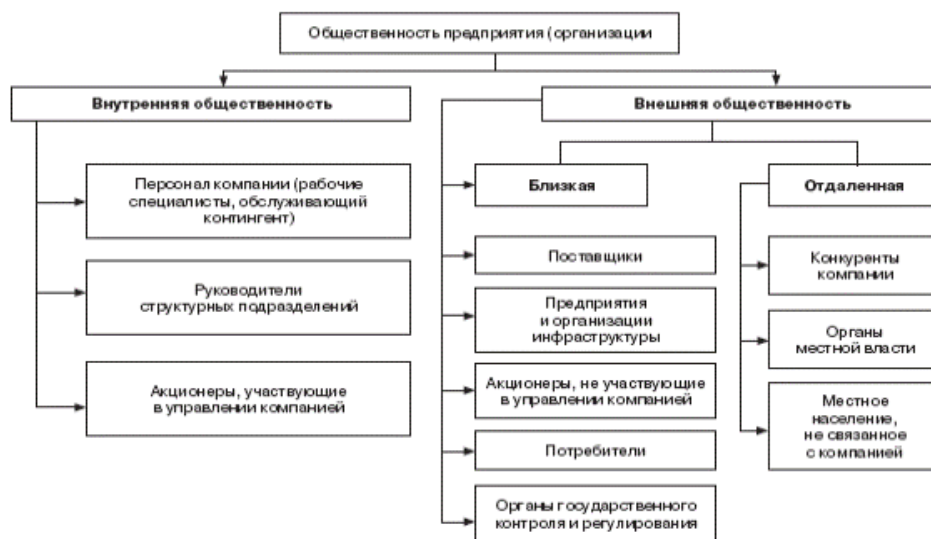 Общественность предприятия (организации
Внутренняя общественность
Внешняя общественность
Персонал компании (рабочие
специалисты, обслуживающий
контингент)
Руководители
структурных подразделений
Акционеры, участвующие
в управлении компанией
Близкая
Поставщики
Предприятия
и организации
инфраструктуры
Акционеры, не участвующие
в управлении компанией
Потребители
Органы государственного
контроля и регулирования
Отдаленная
Конкуренты
компании
Органы
местной власти
Местное
население,
не связанное
с компанией